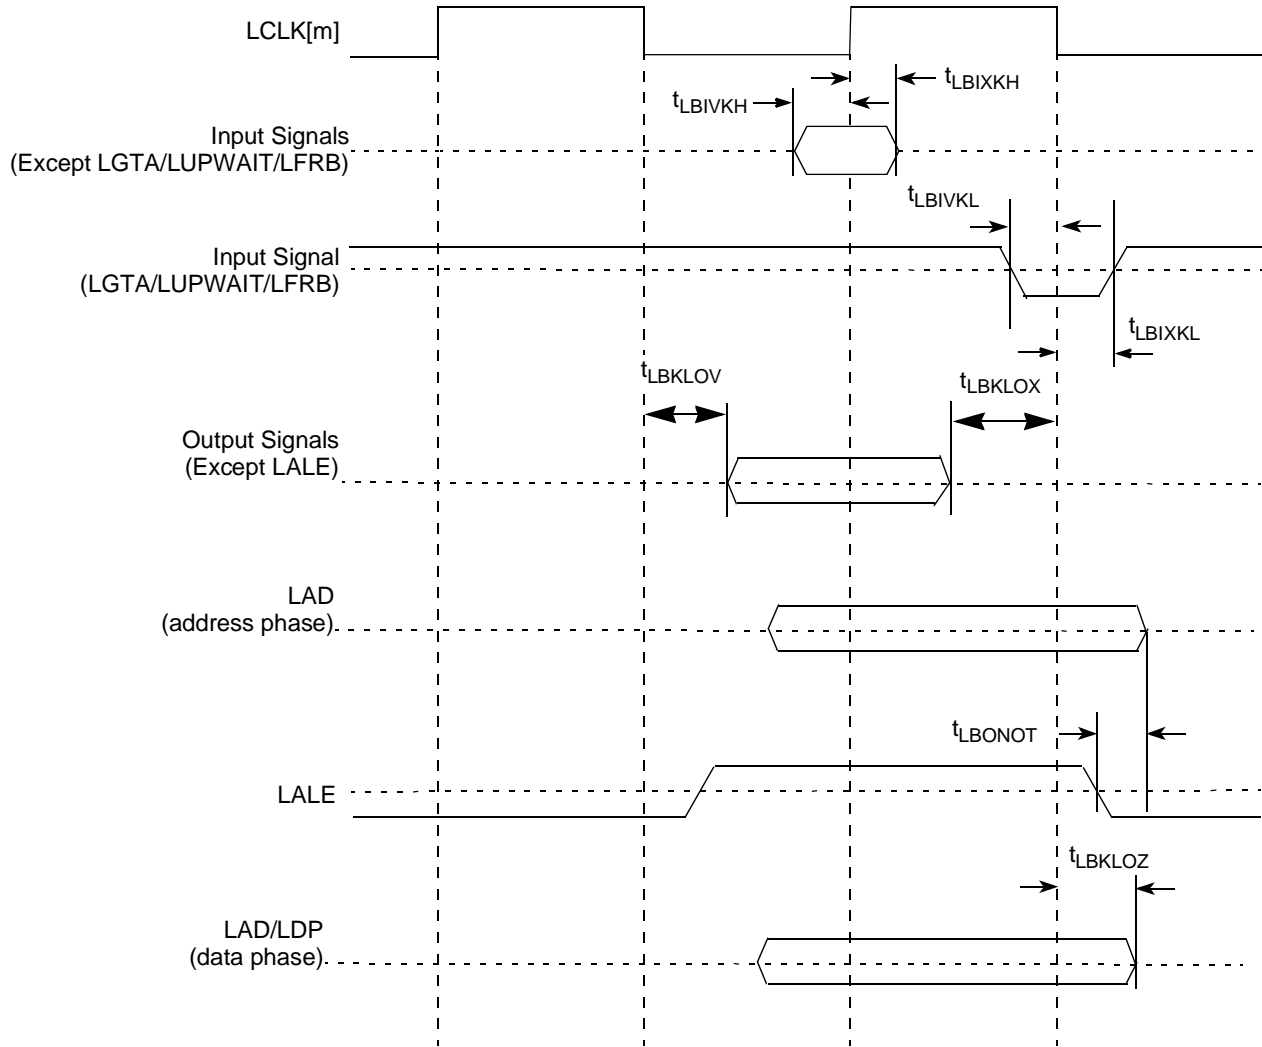 LCLK[m]
tLBIXKH
tLBIVKH
Input Signals
(Except LGTA/LUPWAIT/LFRB)
tLBIVKL
Input Signal
(LGTA/LUPWAIT/LFRB)
tLBIXKL
tLBKLOV
tLBKLOX
Output Signals
(Except LALE)
LAD
(address phase)
tLBONOT
LALE
tLBKLOZ
LAD/LDP
(data phase)